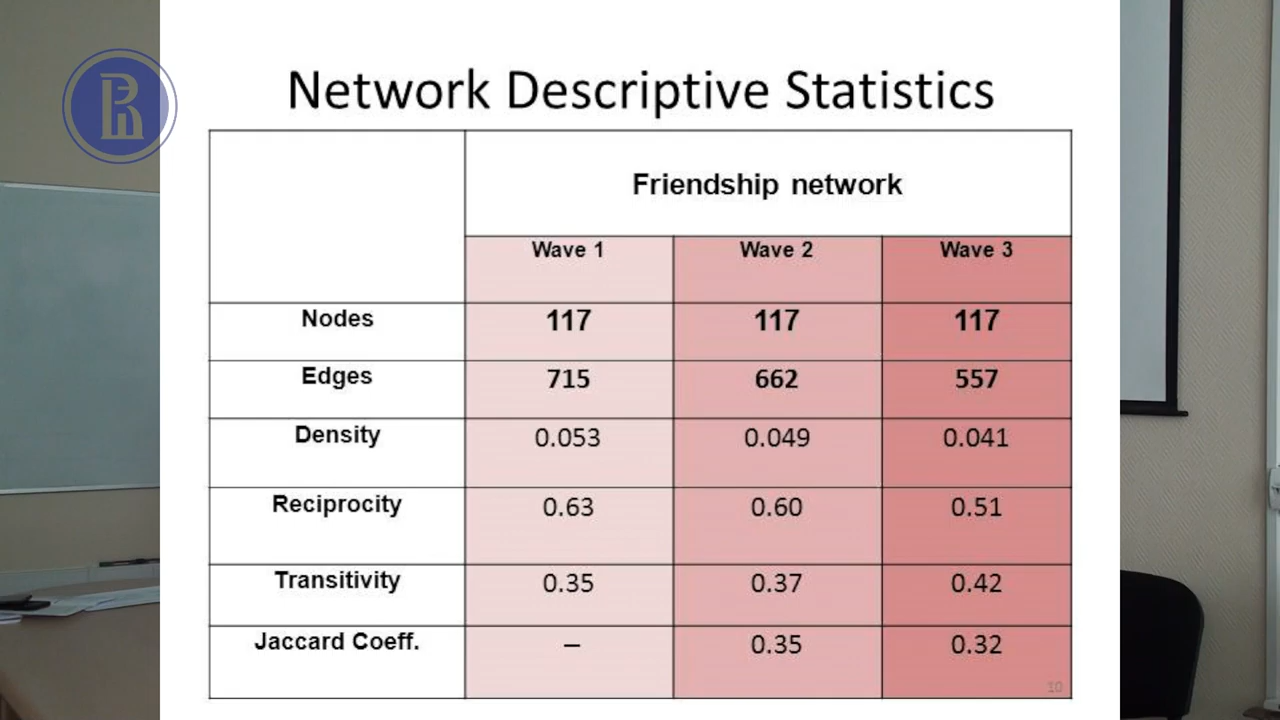 Network Descriptive Statistics
Friendship network
Wave 1 Wave 2 Wave 3
Nodes 117 117 117
Edges 715 662 557
Density 0.053 0.049 0.041
Reciprocity 0.63 0.60 0.51
Transitivity 0.35 0.37 0.42
Jaccard Coeff. – 0.35 0.32
10